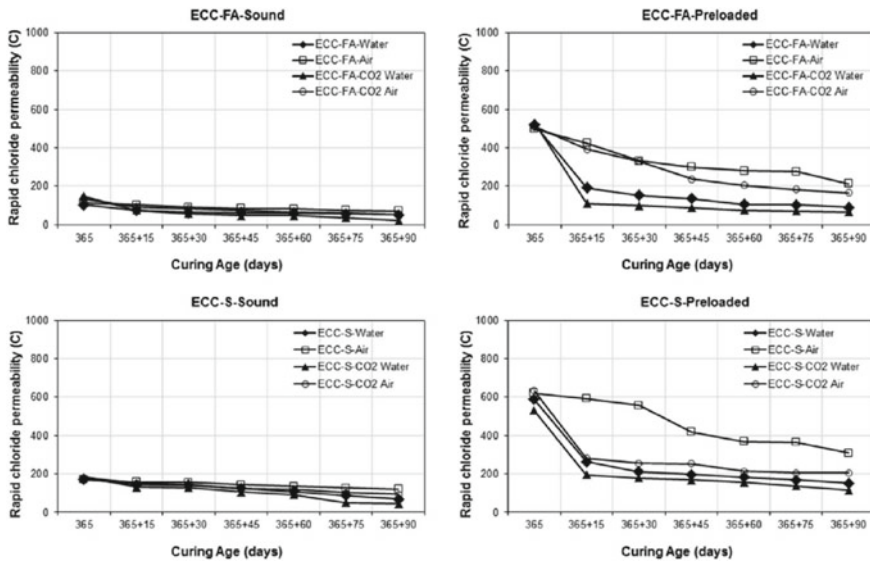 ECC-FA-Sound
Rapid chloride permeability (C)
1000
800
600
400
200
0
ECC-FA-Water
ECC-FA-Air
ECC-FA-CO2 Water
ECC-FA-CO2 Air
365 365+15 365+30 365+45 365+60 365+75 365+90
Curing Age (days)
ECC-FA-Preloaded
Rapid chloride permeability (C)
1000
800
600
400
200
0
ECC-FA-Water
ECC-FA-Air
ECC-FA-CO2 Water
ECC-FA-CO2 Air
365 365+15 365+30 365+45 365+60 365+75 365+90
Curing Age (days)
ECC-S-Sound
Rapid chloride permeability (C)
1000
800
600
400
200
0
ECC-S-Water
ECC-S-Air
ECC-S-CO2 Water
ECC-S-CO2 Air
365 365+15 365+30 365+45 365+60 365+75 365+90
Curing Age (days)
ECC-S-Preloaded
Rapid chloride permeability (C)
1000
800
600
400
200
0
ECC-S-Water
ECC-S-Air
ECC-S-CO2 Water
ECC-S-CO2 Air
365 365+15 365+30 365+45 365+60 365+75 365+90
Curing Age (days)